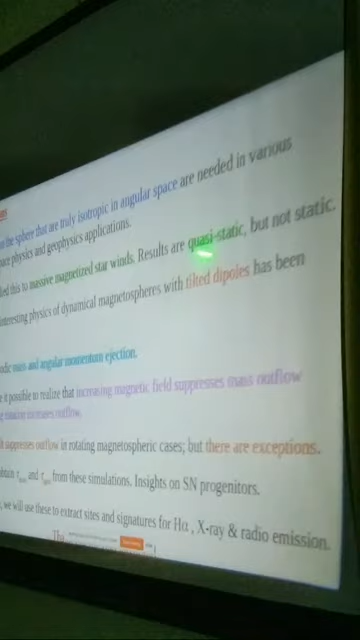 the sphere that are truly isotropic in angular space are needed in various
physics and geophysics applications.
this to massive magnetized star winds. Results are quasi-static, but not static.
interesting physics of dynamical magnetospheres with tilted dipoles has been
mass and angular momentum ejection.
it possible to realize that increasing magnetic field suppresses mass outflow
increases outflow.
suppresses outflow in rotating magnetospheric cases; but there are exceptions.
and from these simulations. Insights on SN progenitors.
, we will use these to extract sites and signatures for Hα , X-ray & radio emission.